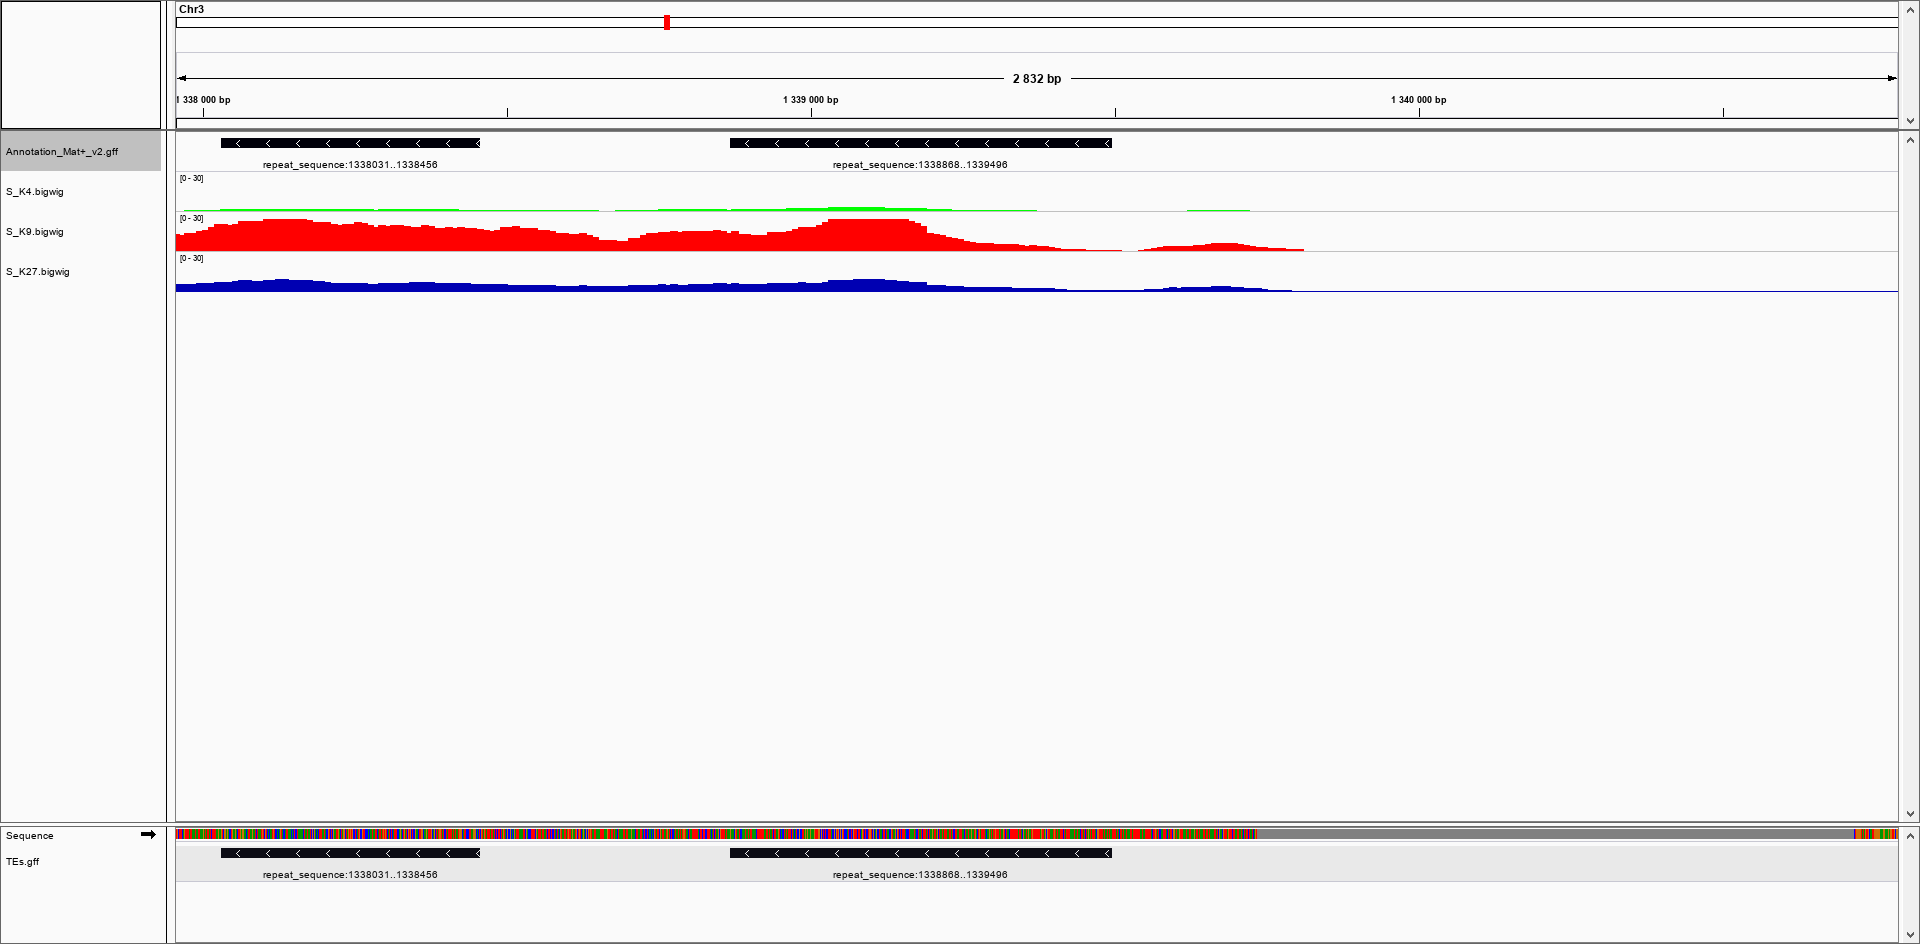 Chr3
2 832 bp
1 338 000 bp 1 339 000 bp 1 340 000 bp
Annotation_Mat+_v2.gff
repeat_sequence:1338031..1338456 repeat_sequence:1338868..1339496
[0 - 30]
S_K4.bigwig
[0 - 30]
S_K9.bigwig
[0 - 30]
S_K27.bigwig
Sequence
TEs.gff
repeat_sequence:1338031..1338456 repeat_sequence:1338868..1339496